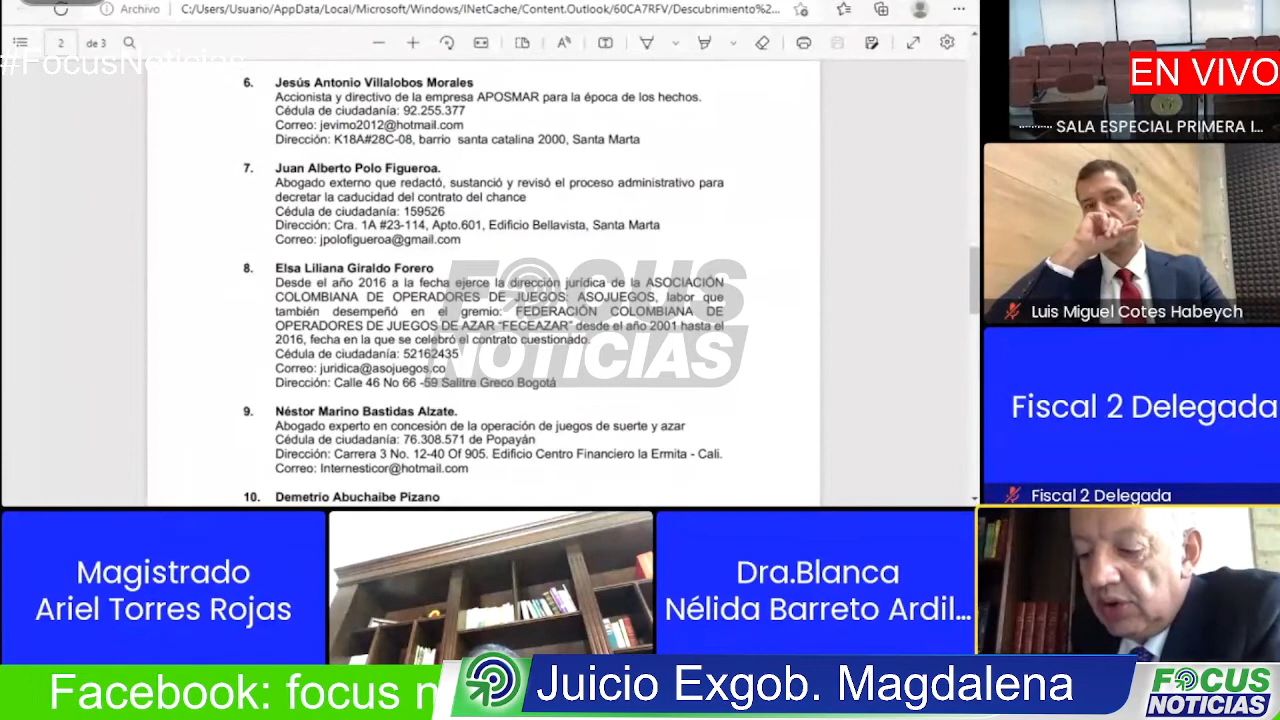 Archivo
C:/Users/Usuario/AppData/Local/Microsoft/Windows/INetCache/Content.Outlook/60CA7RFV/Descubrimiento%2...
2 de 3
#FocusNoticias
EN VIVO
6. Jesús Antonio Villalobos Morales
Accionista y directivo de la empresa APOSMAR para la época de los hechos.
Cédula de ciudadanía: 92.255.377
Correo: jevimo2012@hotmail.com
Dirección: K18A#28C-08, barrio santa catalina 2000, Santa Marta
7. Juan Alberto Polo Figueroa.
Abogado externo que redactó, sustanció y revisó el proceso administrativo para
decretar la caducidad del contrato del chance
Cédula de ciudadanía: 159526
Dirección: Cra. 1A #23-114, Apto.601, Edificio Bellavista, Santa Marta
Correo: jpolofigueroa@gmail.com
8. Elsa Liliana Giraldo Forero
Desde el año 2016 a la fecha ejerce la dirección jurídica de la ASOCIACIÓN
COLOMBIANA DE OPERADORES DE JUEGOS, ASOJUEGOS, labor que
también desempeñó en el gremio: FEDERACIÓN COLOMBIANA DE
OPERADORES DE JUEGOS DE AZAR "FECEAZAR" desde el año 2001 hasta el
2016, fecha en la que se celebró el contrato cuestionado.
Cédula de ciudadanía: 52162435
Correo: juridica@asojuegos.co
Dirección: Calle 46 No 66 -59 Salitre Greco Bogotá
9. Néstor Marino Bastidas Alzate.
Abogado experto en concesión de la operación de juegos de suerte y azar
Cédula de ciudadanía: 76.308.571 de Popayán
Dirección: Carrera 3 No. 12-40 Of 905. Edificio Centro Financiero la Ermita - Cali.
Correo: Internesticor@hotmail.com
10. Demetrio Abuchaibe Pizano
FOCUS
NOTICIAS
SALA ESPECIAL PRIMERA I...
Luis Miguel Cotes Habeych
Fiscal 2 Delegada
Fiscal 2 Delegada
Magistrado
Ariel Torres Rojas
Dra.Blanca
Nélida Barreto Ardil...
Facebook: focus n
Juicio Exgob. Magdalena
FOCUS
NOTICIAS